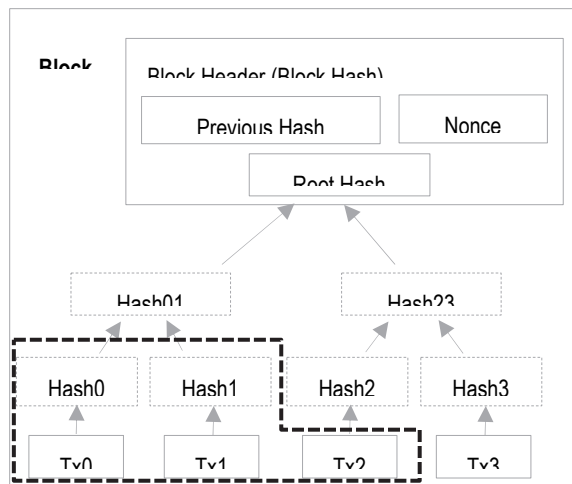 Block
Block Header (Block Hash)
Previous Hash
Nonce
Root Hash
Hash01
Hash23
Hash0
Hash1
Hash2
Hash3
Tx0
Tx1
Tx2
Tx3